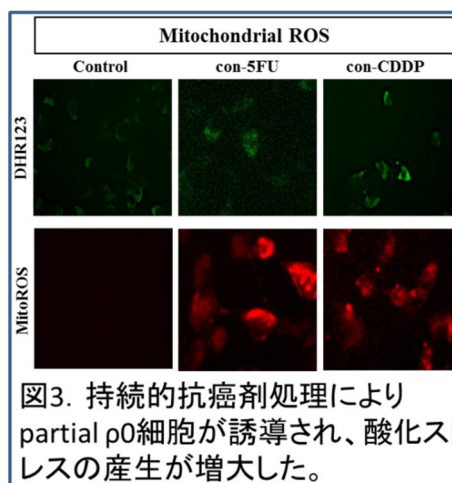 Mitochondrial ROS
Control con-5FU con-CDDP
DHR123
MitoROS
図3. 持続的抗癌剤処理により
partial ρ0細胞が誘導され、酸化スト
レスの産生が増大した。